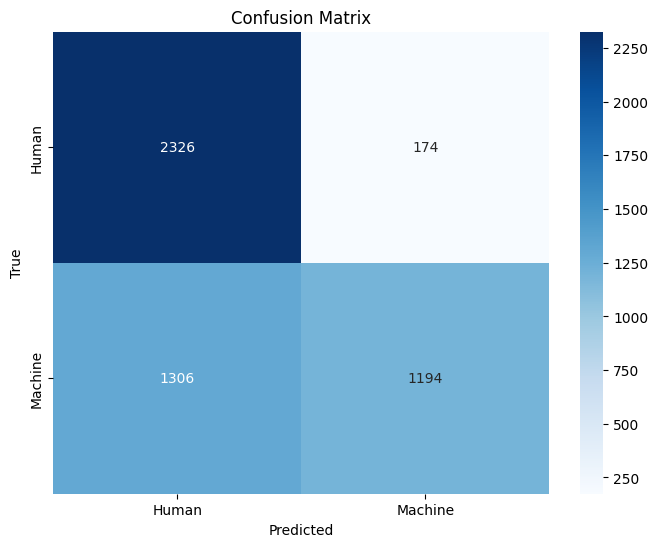 Confusion Matrix
True
Human
Machine
2326
174
1306
1194
Human
Machine
Predicted
2250
2000
1750
1500
1250
1000
750
500
250